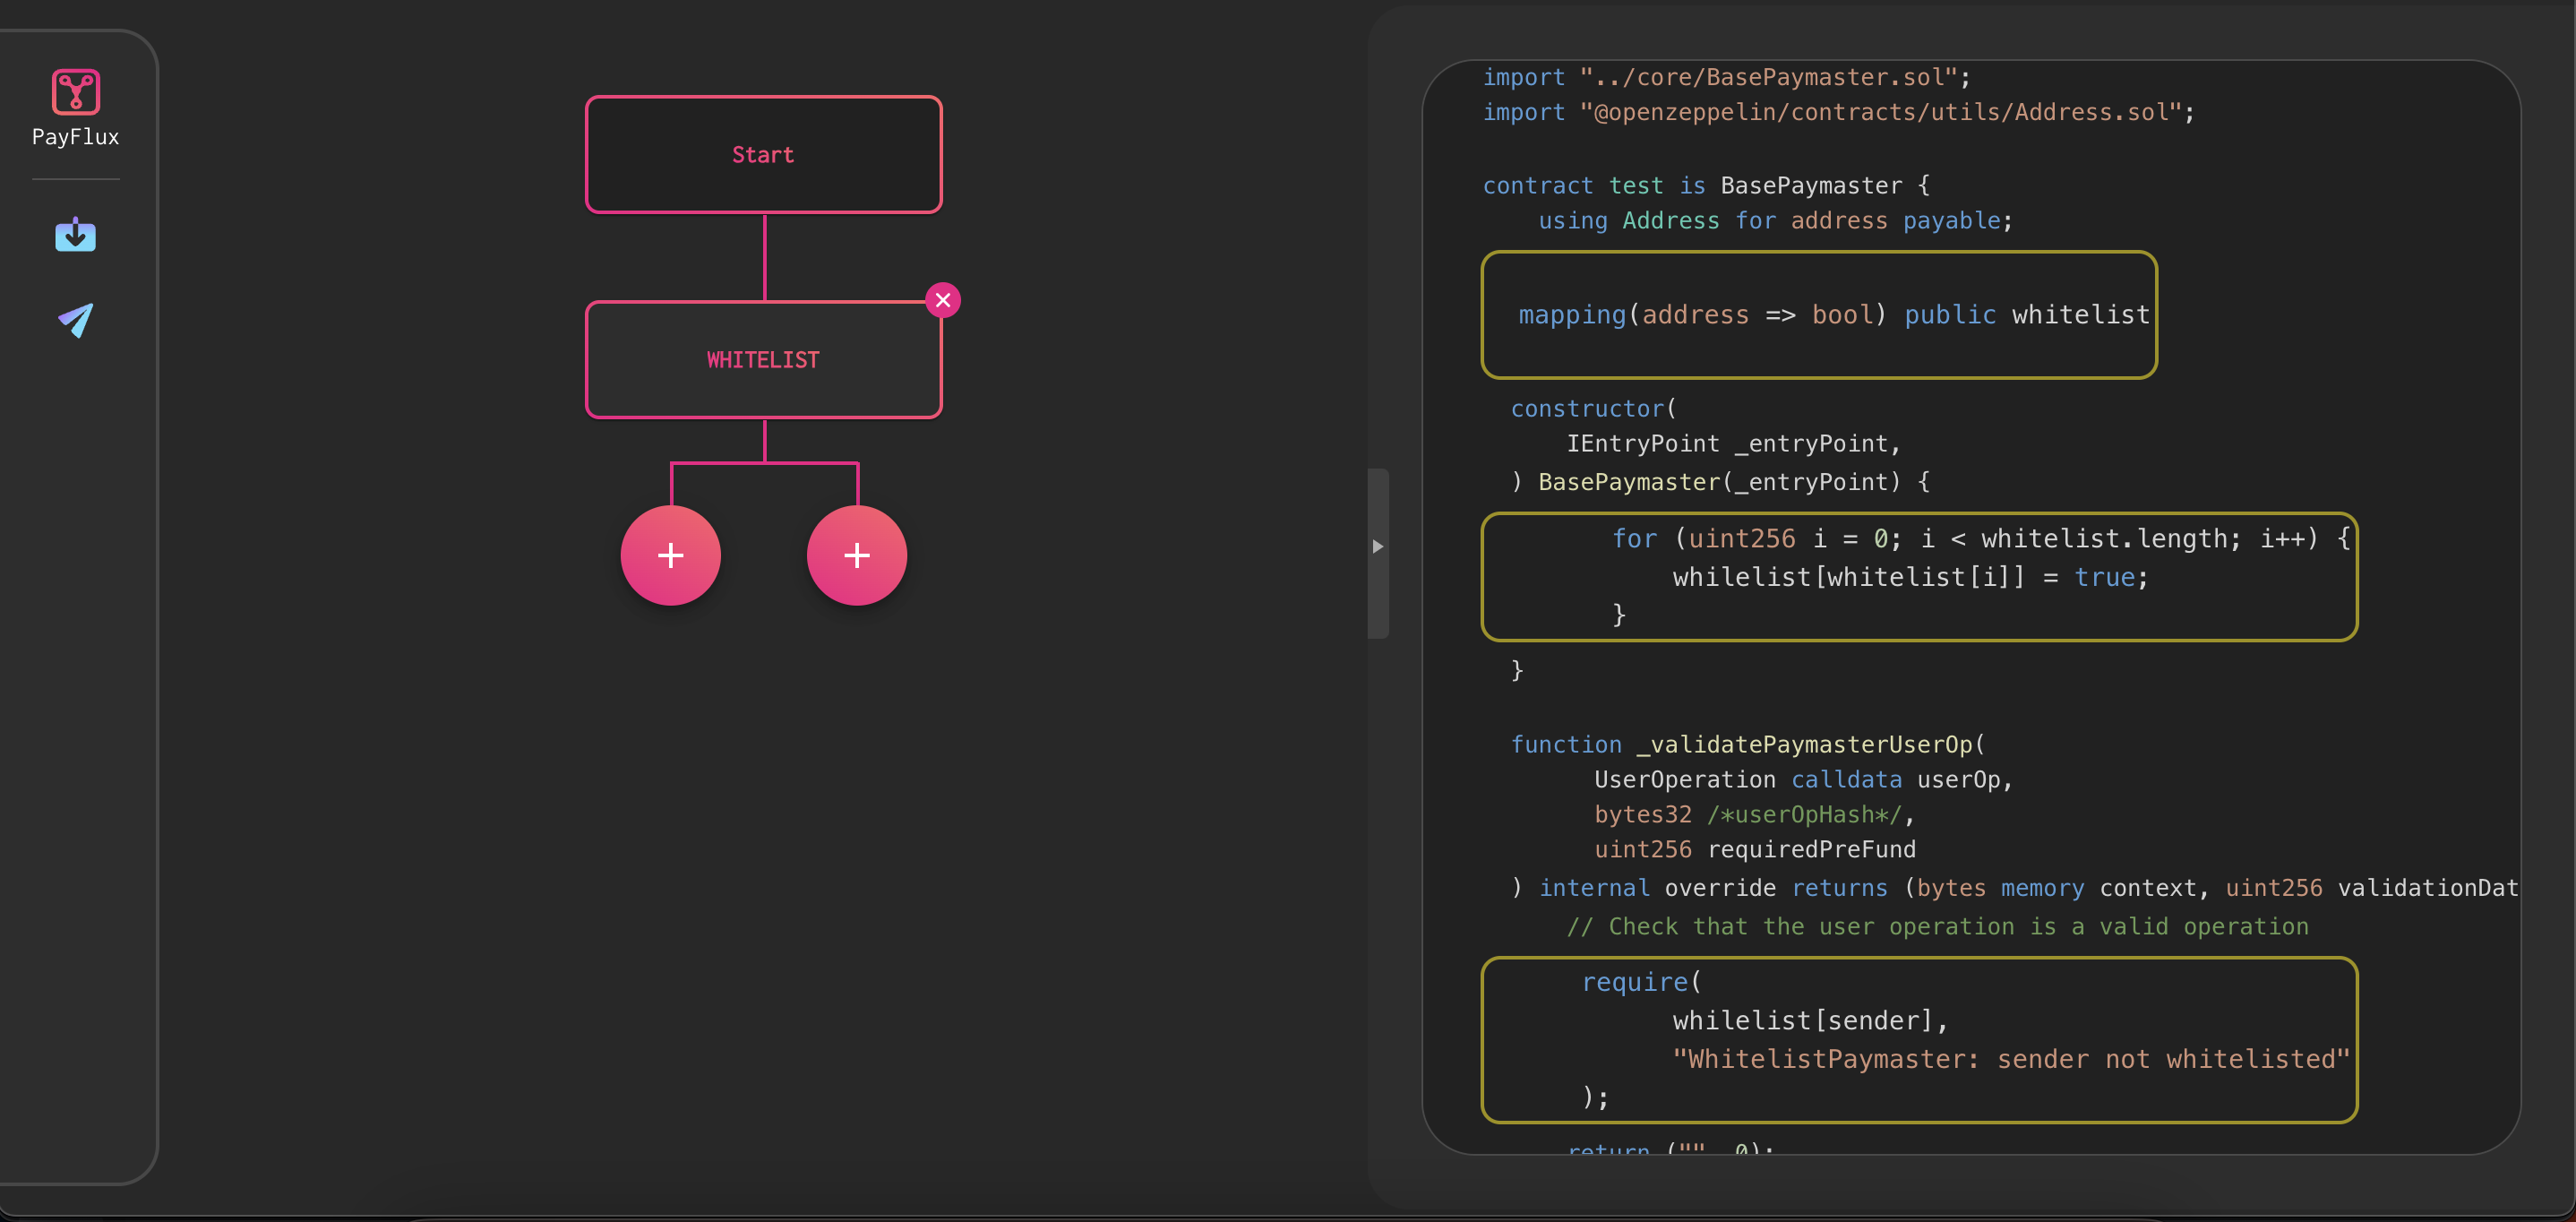 PayFlux
Start
WHITELIST
import "../core/BasePaymaster.sol";
import "@openzeppelin/contracts/utils/Address.sol";
contract test is BasePaymaster {
using Address for address payable;
mapping(address => bool) public whitelist
constructor(
IEntryPoint _entryPoint,
) BasePaymaster(_entryPoint) {
for (uint256 i = 0; i < whitelist.length; i++) {
whilelist[whitelist[i]] = true;
}
}
function _validatePaymasterUserOp(
UserOperation calldata userOp,
bytes32 /*userOpHash*/,
uint256 requiredPreFund
) internal override returns (bytes memory context, uint256 validationDat
// Check that the user operation is a valid operation
require(
whilelist[sender],
"WhitelistPaymaster: sender not whitelisted"
);
return ("", 0);